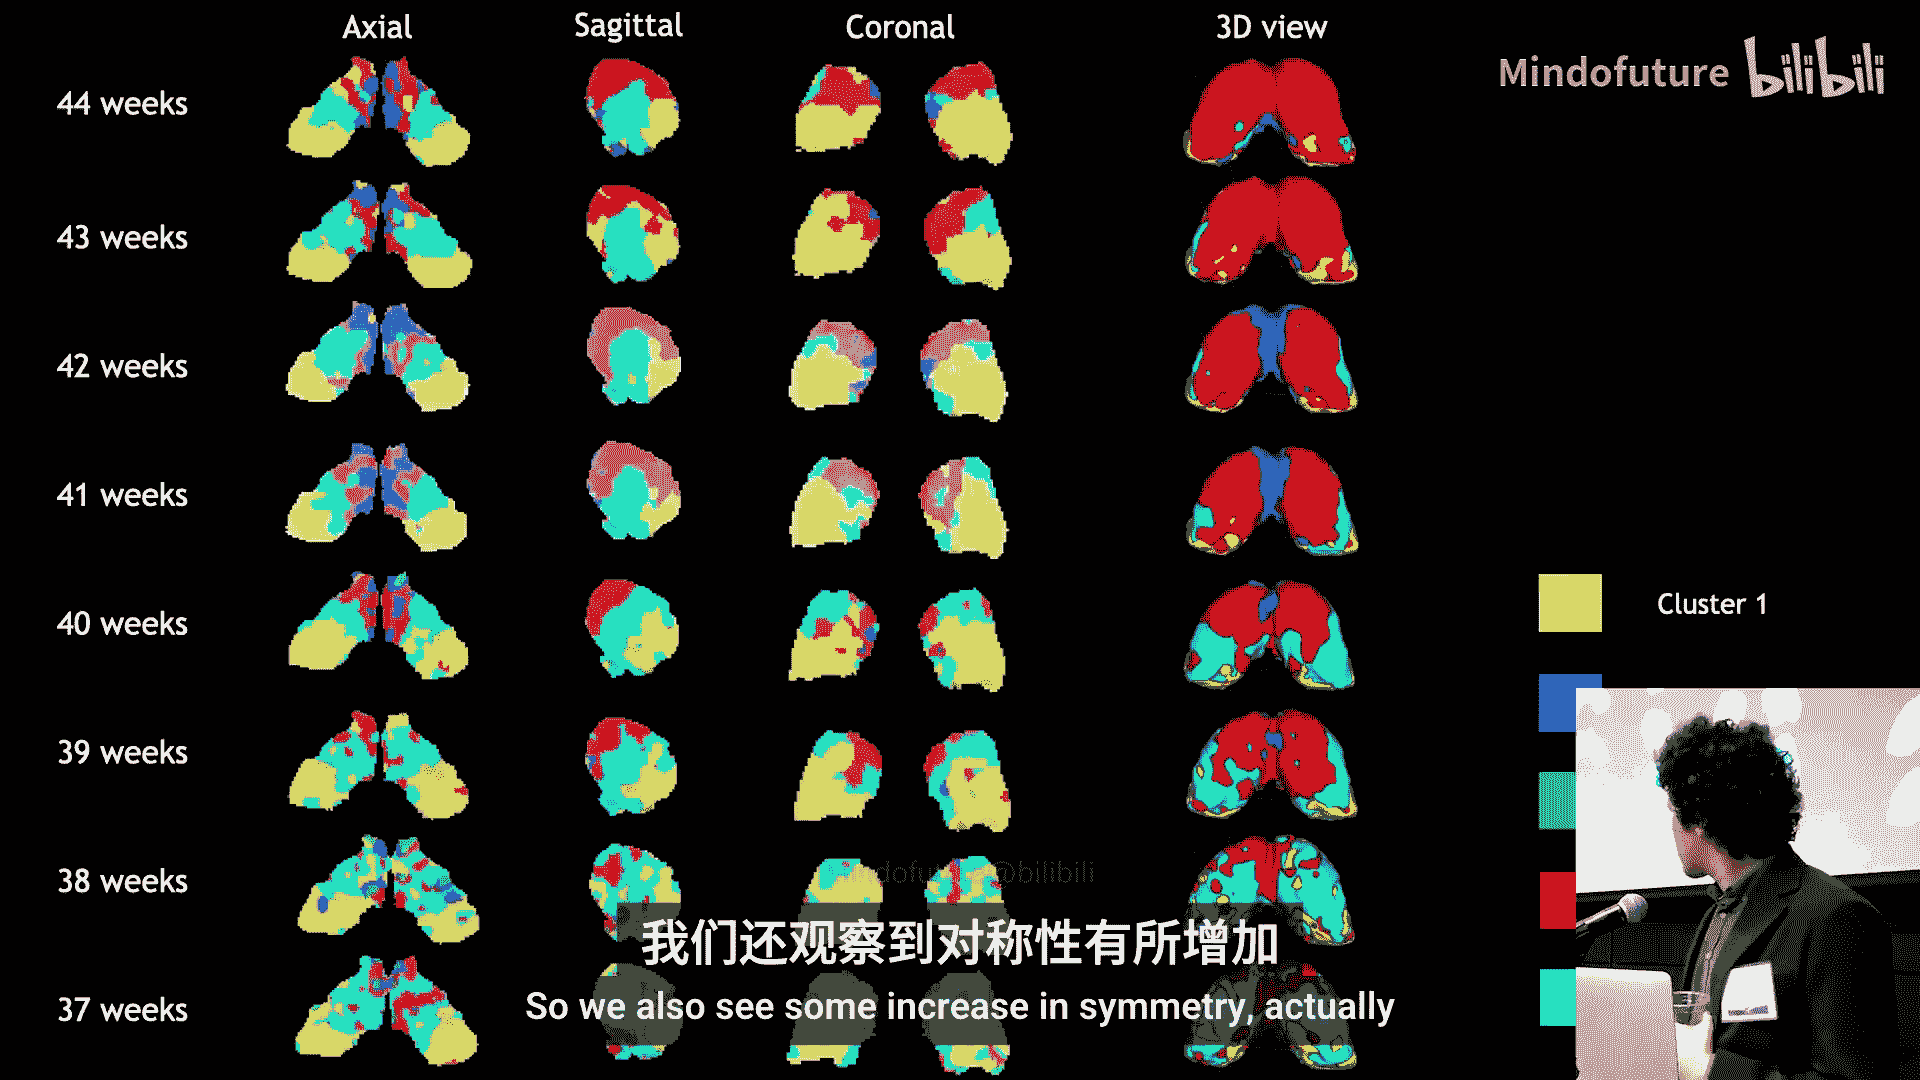 Axial Sagittal Coronal 3D view
Mindofuture bilibili
44 weeks
43 weeks
42 weeks
41 weeks
40 weeks
Cluster 1
39 weeks
38 weeks
@bilibili
我们还观察到对称性有所增加
37 weeks
So we also see some increase in symmetry, actually